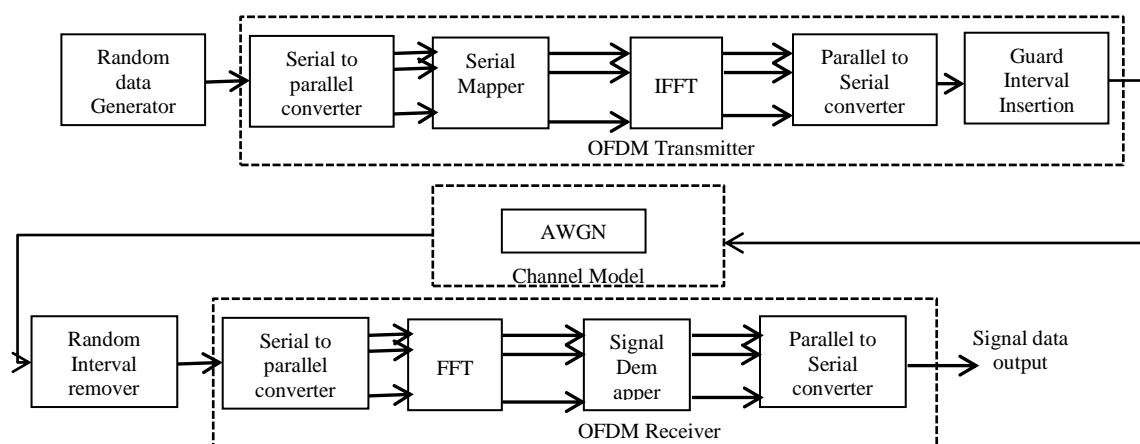 Random
data
Generator
Serial to
parallel
converter
Serial
Mapper
IFFT
Parallel to
Serial
converter
Guard
Interval
Insertion
OFDM Transmitter
AWGN
Channel Model
Random
Interval
remover
Serial to
parallel
converter
FFT
Signal
Dem
apper
Parallel to
Serial
converter
Signal data
output
OFDM Receiver